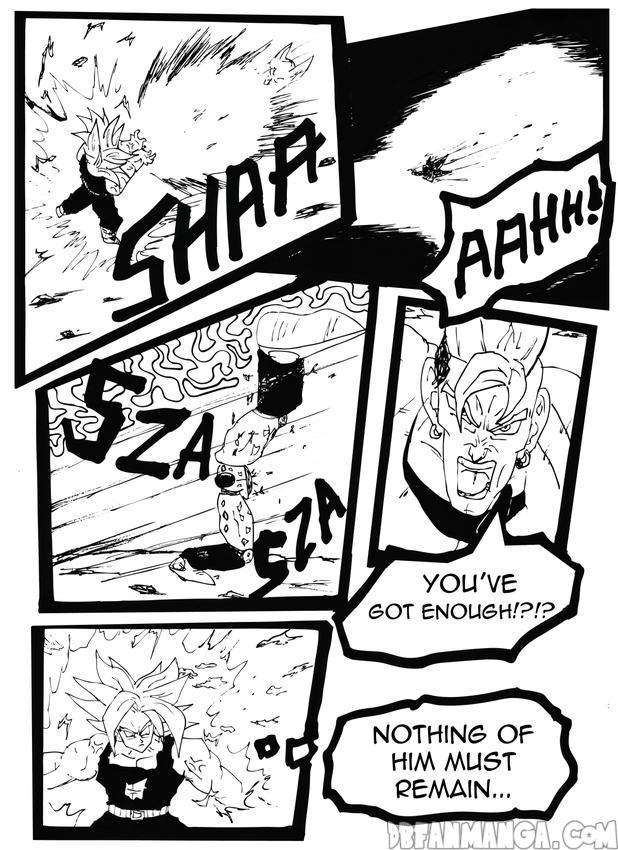 SHAA
AAHH!
SZA
SZA
YOU'VE
GOT ENOUGH!?!?
NOTHING OF
HIM MUST
REMAIN...
DBFANMANGA.COM